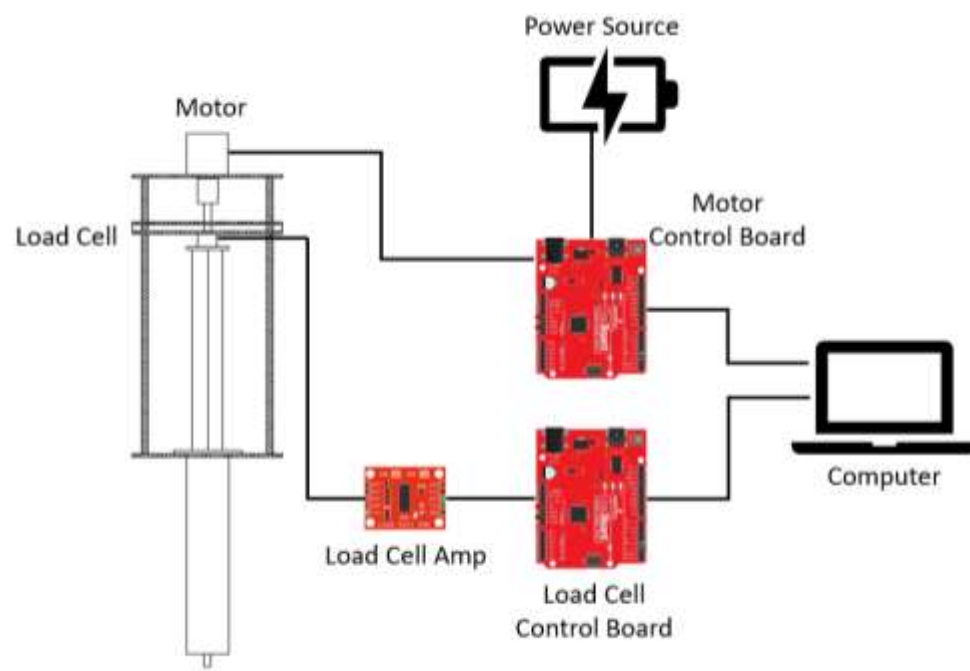 Power Source
Motor
Motor
Control Board
Load Cell
Computer
Load Cell Amp
Load Cell
Control Board